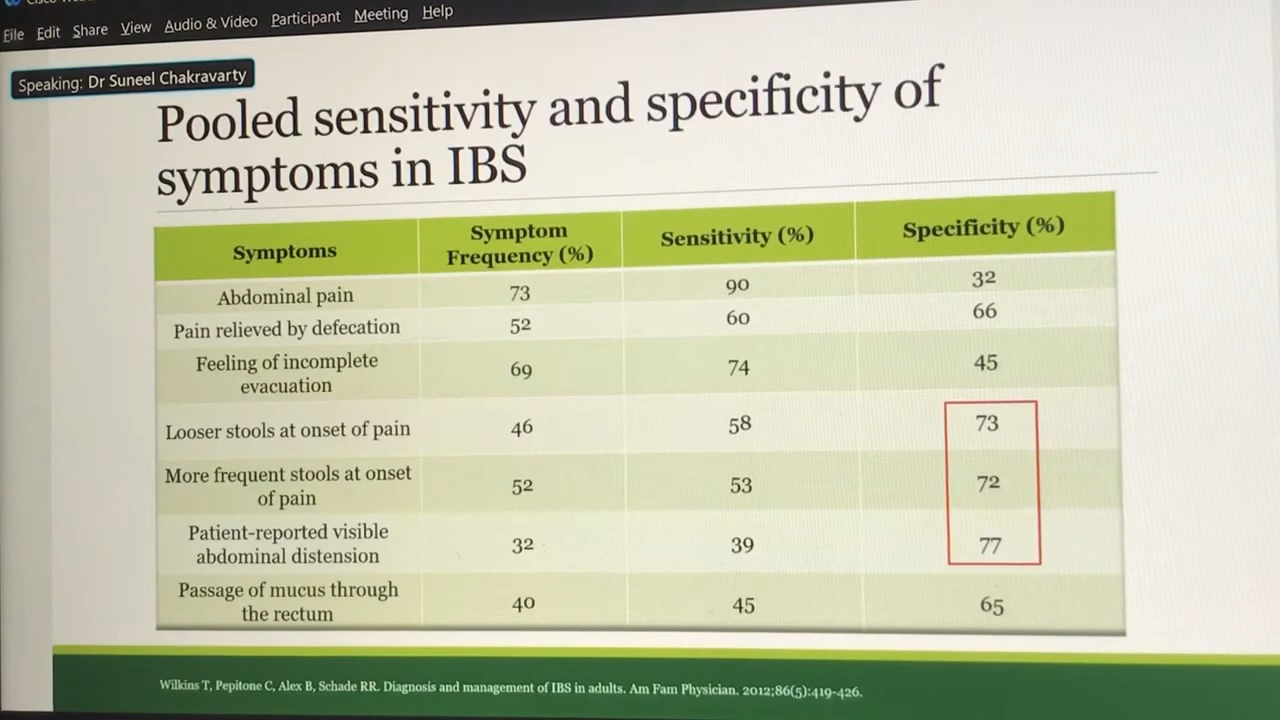 File Edit Share View Audio & Video Participant Meeting Help
Speaking: Dr Suneel Chakravarty
Pooled sensitivity and specificity of
symptoms in IBS
Symptoms
Symptom
Frequency (%)
Sensitivity (%)
Specificity (%)
Abdominal pain 73 90 32
Pain relieved by defecation 52 60 66
Feeling of incomplete
evacuation
69 74 45
Looser stools at onset of pain 46 58 73
More frequent stools at onset
of pain
52 53 72
Patient-reported visible
abdominal distension
32 39 77
Passage of mucus through
the rectum
40 45 65
Wilkins T, Pepitone C, Alex B, Schade RR. Diagnosis and management of IBS in adults. Am Fam Physician. 2012;86(5):419-426.